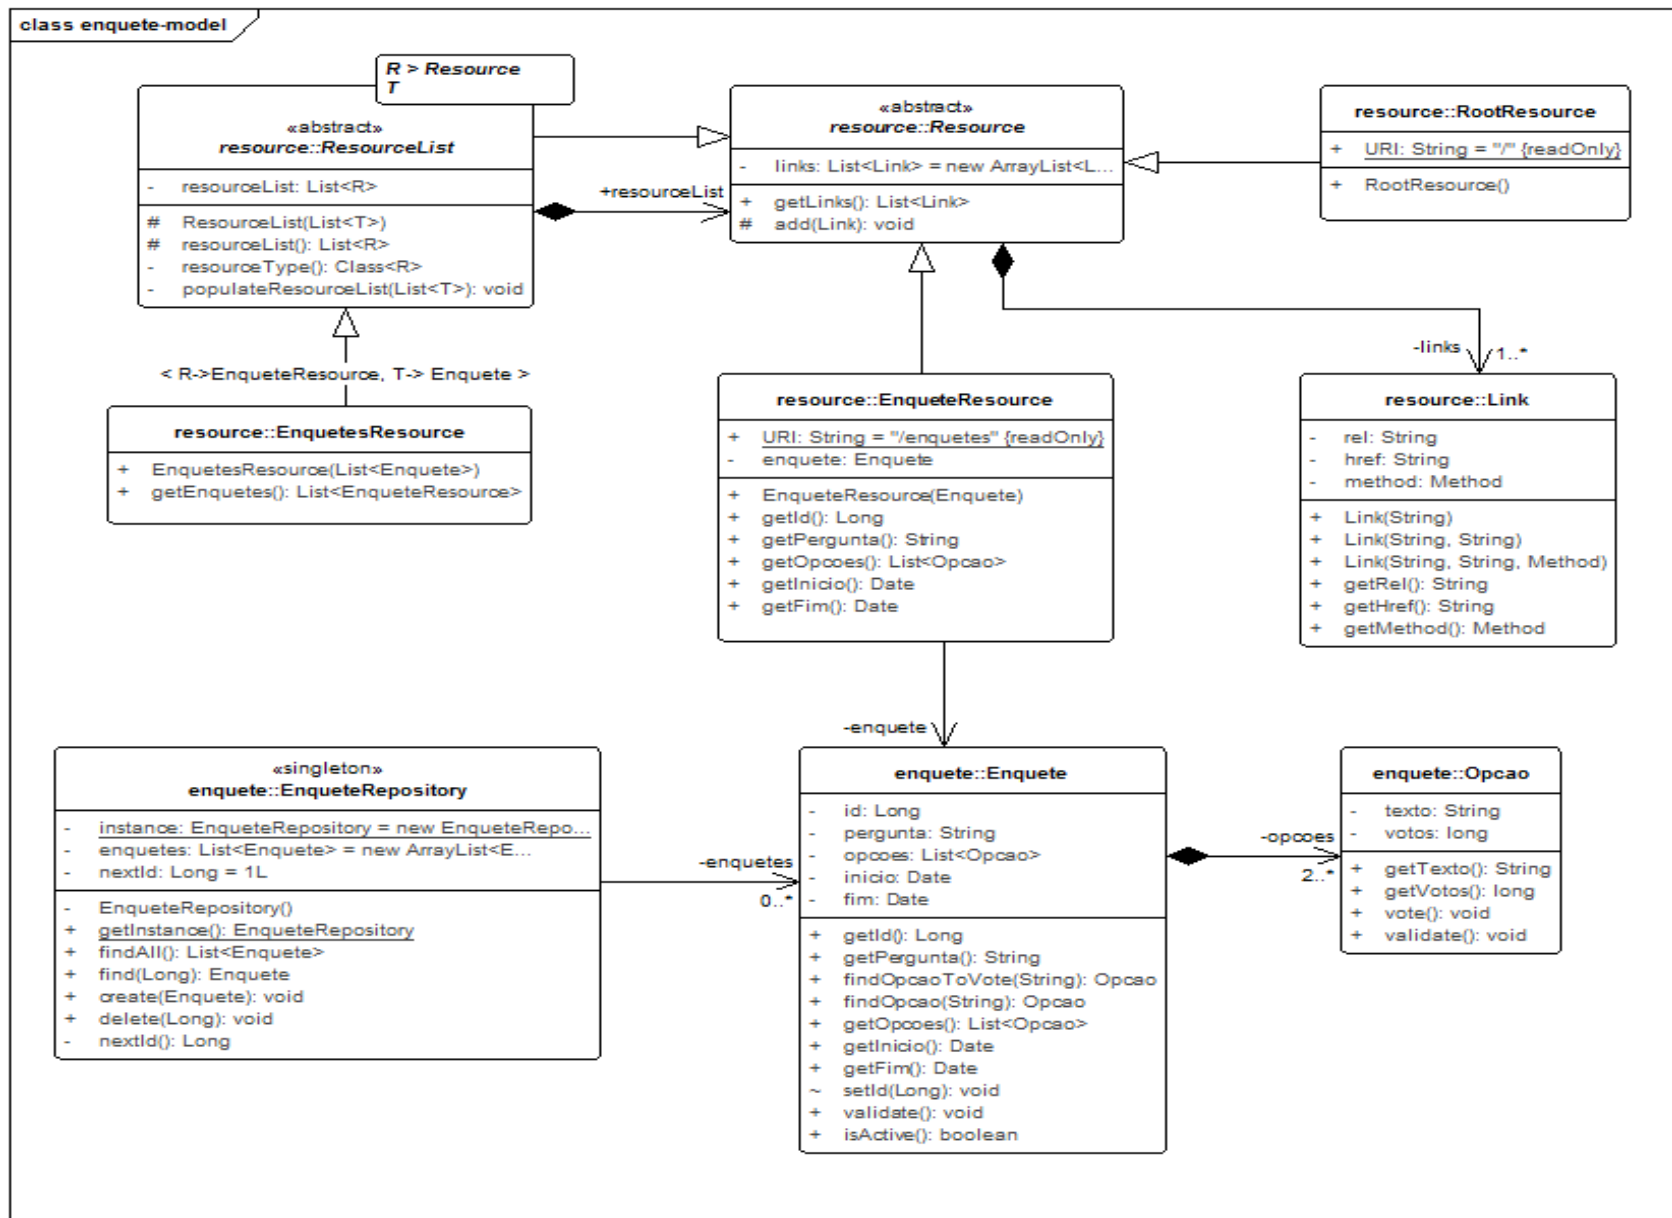 class enquete-model
R > Resource
T
«abstract»
resource::ResourceList
- resourceList: List<R>
# ResourceList(List<T>)
# resourceList(): List<R>
- resourceType(): Class<R>
- populateResourceList(List<T>): void
+resourceList
«abstract»
resource::Resource
- links: List<Link> = new ArrayList<L...
+ getLinks(): List<Link>
# add(Link): void
resource::RootResource
+ URI: String = "/" {readOnly}
+ RootResource()
< R->EnqueteResource, T-> Enquete >
resource::EnquetesResource
+ EnquetesResource(List<Enquete>)
+ getEnquetes(): List<EnqueteResource>
resource::EnqueteResource
+ URI: String = "/enquetes" {readOnly}
- enquete: Enquete
+ EnqueteResource(Enquete)
+ getId(): Long
+ getPergunta(): String
+ getOpcoes(): List<Opcao>
+ getInicio(): Date
+ getFim(): Date
-links
1..*
resource::Link
- rel: String
- href: String
- method: Method
+ Link(String)
+ Link(String, String)
+ Link(String, String, Method)
+ getRel(): String
+ getHref(): String
+ getMethod(): Method
-enquete
«singleton»
enquete::EnqueteRepository
- instance: EnqueteRepository = new EnqueteRepo...
- enquetes: List<Enquete> = new ArrayList<E...
- nextId: Long = 1L
- EnqueteRepository()
+ getInstance(): EnqueteRepository
+ findAll(): List<Enquete>
+ find(Long): Enquete
+ create(Enquete): void
+ delete(Long): void
- nextId(): Long
-enquetes
0..*
enquete::Enquete
- id: Long
- pergunta: String
- opcoes: List<Opcao>
- inicio: Date
- fim: Date
+ getId(): Long
+ getPergunta(): String
+ findOpcaoToVote(String): Opcao
+ findOpcao(String): Opcao
+ getOpcoes(): List<Opcao>
+ getInicio(): Date
+ getFim(): Date
~ setId(Long): void
+ validate(): void
+ isActive(): boolean
-opcoes
2..*
enquete::Opcao
- texto: String
- votos: long
+ getTexto(): String
+ getVotos(): long
+ vote(): void
+ validate(): void